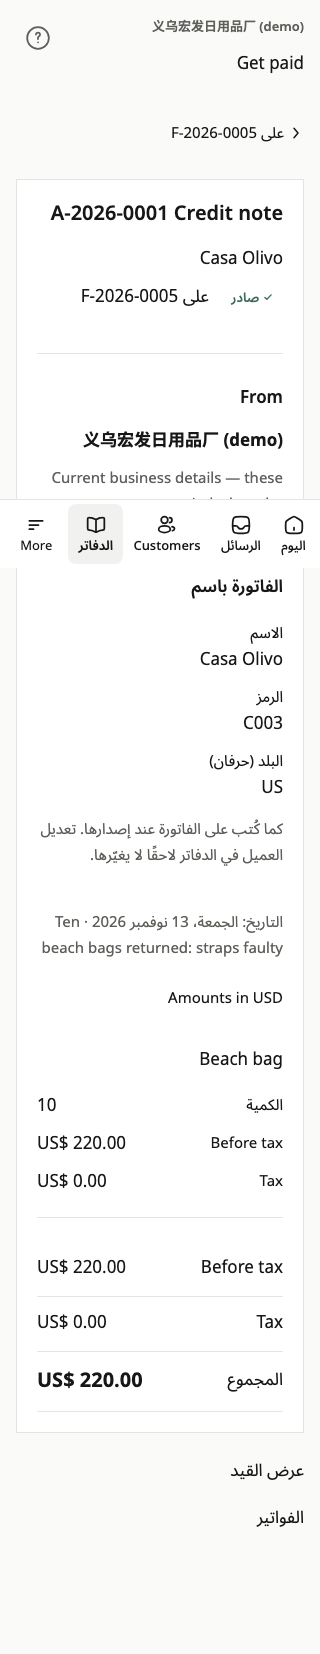 义乌宏发日用品厂 (demo)
Get paid
على F-2026-0005
A-2026-0001 Credit note
Casa Olivo
صادر على F-2026-0005
From
义乌宏发日用品厂 (demo)
Current business details — these
اليوم
الرسائل
Customers
الدفاتر
More
الفاتورة باسم
الاسم
Casa Olivo
الرمز
C003
البلد (حرفان)
US
كما كُتب على الفاتورة عند إصدارها. تعديل
العميل في الدفاتر لاحقًا لا يغيّرها.
التاريخ: الجمعة، 13 نوفمبر 2026 · Ten
beach bags returned: straps faulty
Amounts in USD
Beach bag
الكمية 10
Before tax US$ 220.00
Tax US$ 0.00
Before tax US$ 220.00
Tax US$ 0.00
المجموع US$ 220.00
عرض القيد
الفواتير